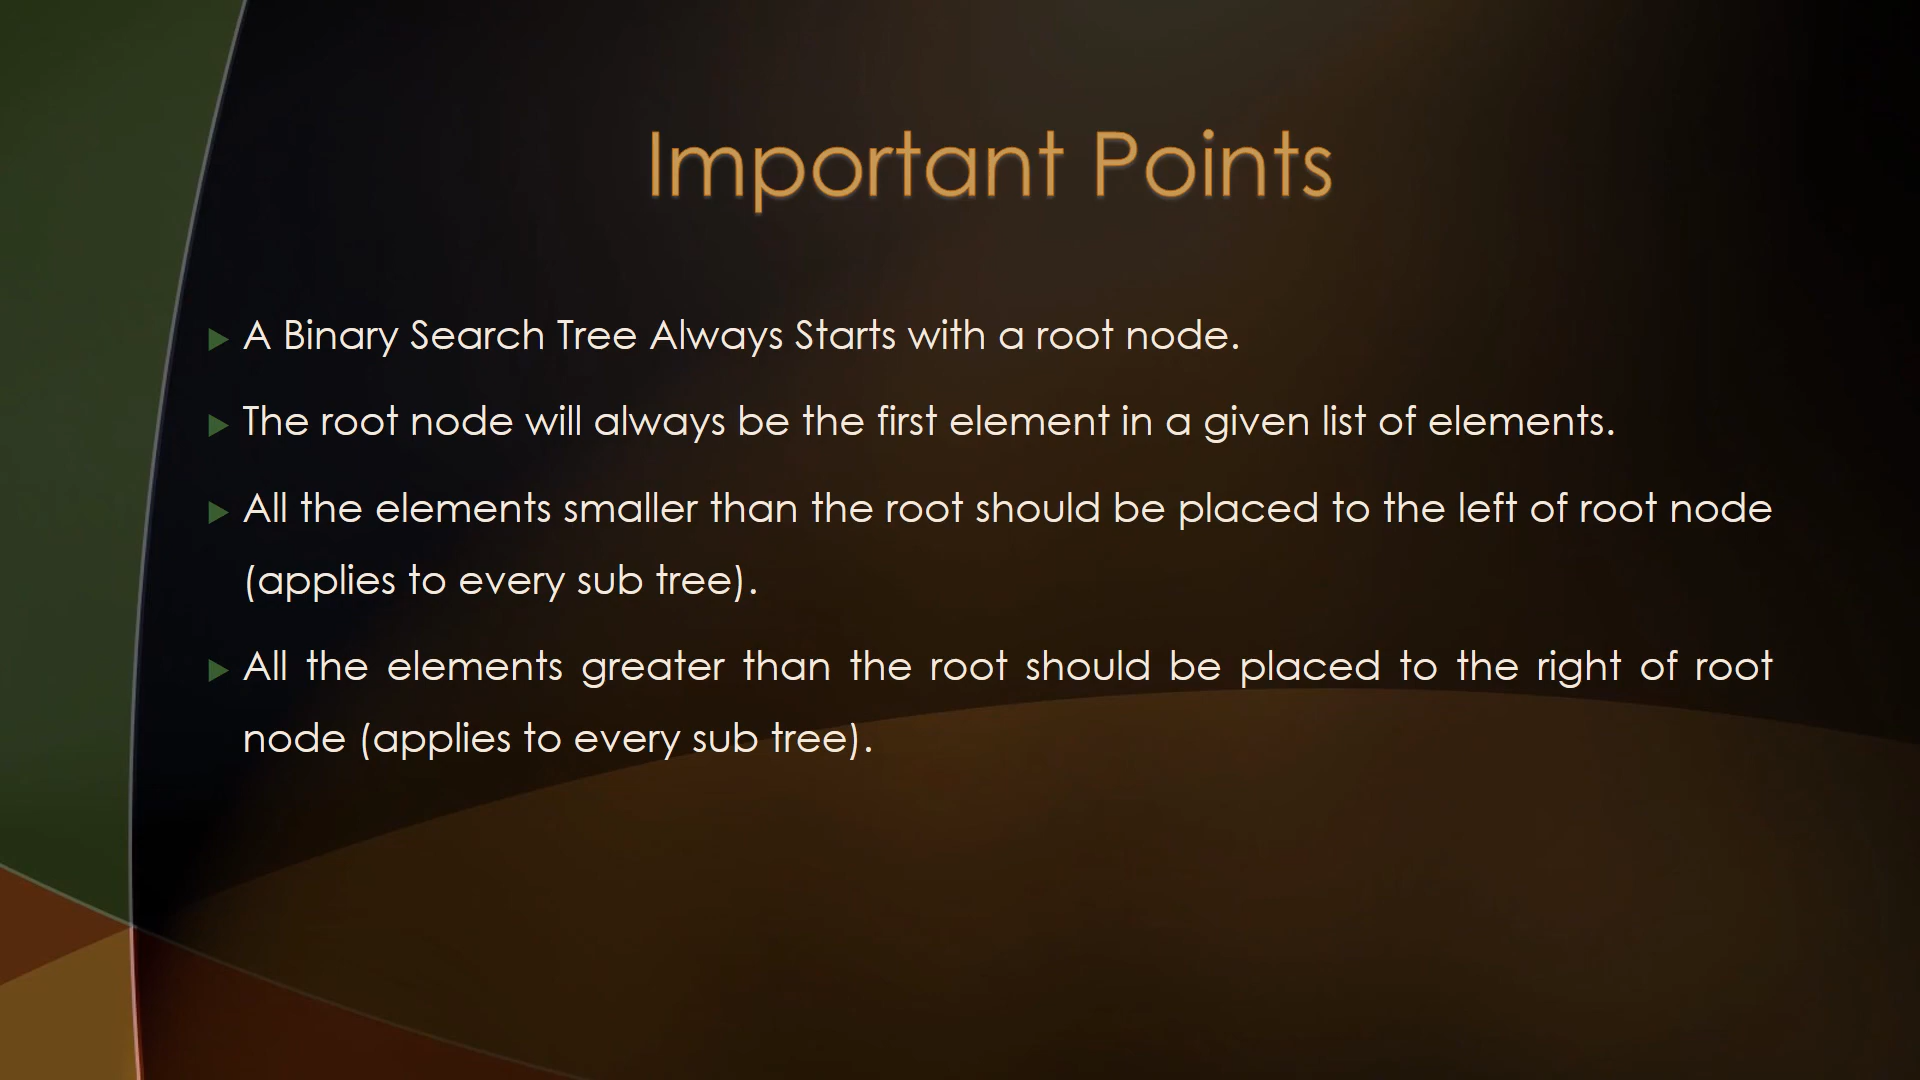 Important Points
A Binary Search Tree Always Starts with a root node.
The root node will always be the first element in a given list of elements.
All the elements smaller than the root should be placed to the left of root node
(applies to every sub tree).
All the elements greater than the root should be placed to the right of root
node (applies to every sub tree).